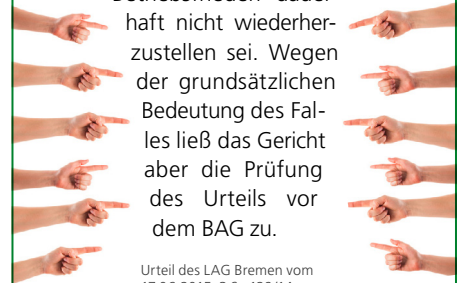 haft nicht wiederher-
zustellen sei. Wegen
der grundsätzlichen
Bedeutung des Fal-
les ließ das Gericht
aber die Prüfung
des Urteils vor
dem BAG zu.
Urteil des LAG Bremen vom